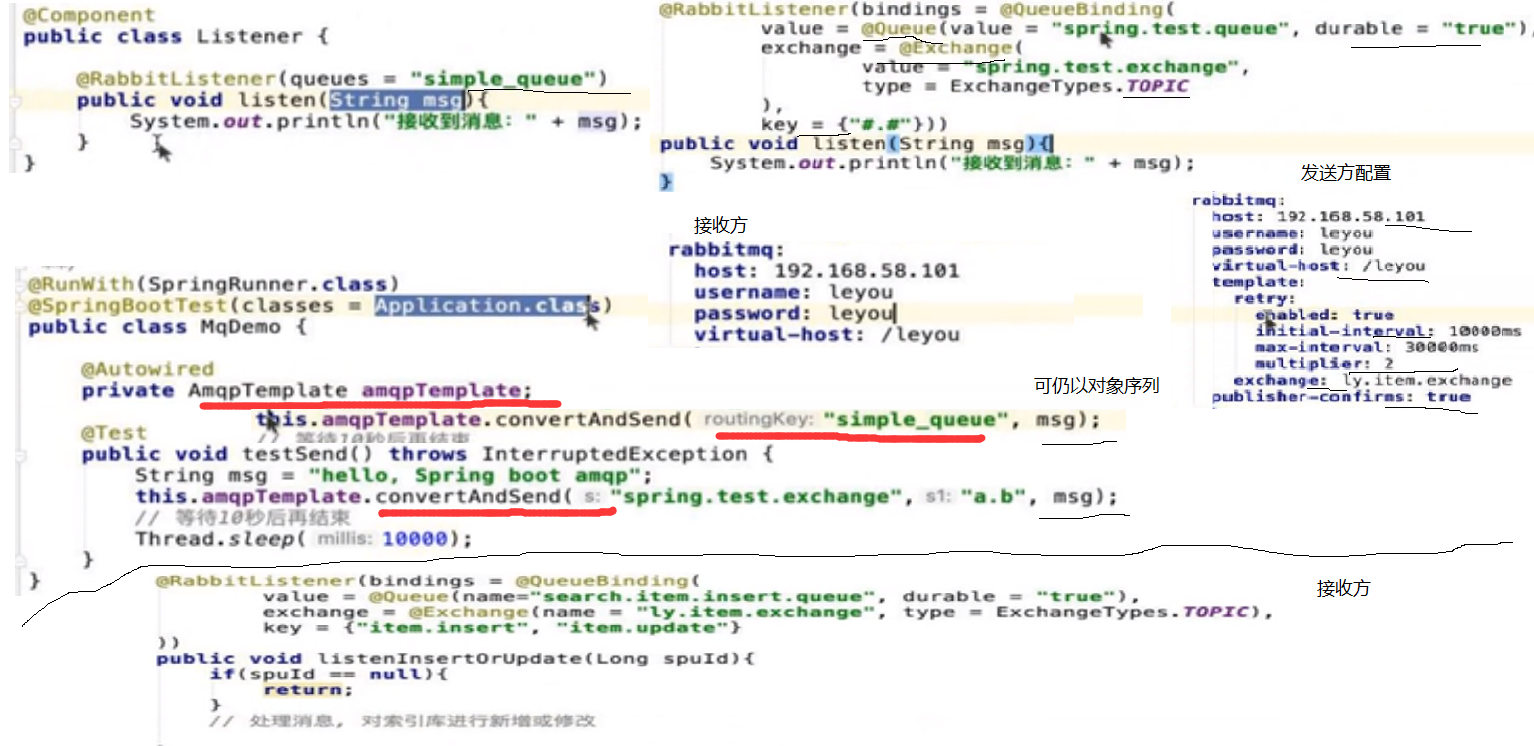 @Component
public class Listener {
@RabbitListener(queues = "simple_queue")
public void listen(String msg){
System.out.println("接收到消息：" + msg);
}
}
@RabbitListener(bindings = @QueueBinding(
value = @Queue(value = "spring.test.queue", durable = "true"),
exchange = @Exchange(
value = "spring.test.exchange",
type = ExchangeTypes.TOPIC
),
key = {"#.#"}))
public void listen(String msg){
System.out.println("接收到消息：" + msg);
}
发送方配置
rabbitmq:
host: 192.168.58.101
username: leyou
password: leyou
virtual-host: /leyou
template:
retry:
enabled: true
initial-interval: 10000ms
max-interval: 30000ms
multiplier: 2
exchange: ly.item.exchange
publisher-confirms: true
接收方
rabbitmq:
host: 192.168.58.101
username: leyou
password: leyou
virtual-host: /leyou
@RunWith(SpringRunner.class)
@SpringBootTest(classes = Application.class)
public class MqDemo {
@Autowired
private AmqpTemplate amqpTemplate;
可仍以对象序列
this.amqpTemplate.convertAndSend( routingKey: "simple_queue", msg);
// 等待10秒后再结束
@Test
public void testSend() throws InterruptedException {
String msg = "hello, Spring boot amqp";
this.amqpTemplate.convertAndSend( s: "spring.test.exchange", s1: "a.b", msg);
// 等待10秒后再结束
Thread.sleep( millis: 10000);
}
}
接收方
@RabbitListener(bindings = @QueueBinding(
value = @Queue(name="search.item.insert.queue", durable = "true"),
exchange = @Exchange(name = "ly.item.exchange", type = ExchangeTypes.TOPIC),
key = {"item.insert", "item.update"}
))
public void listenInsertOrUpdate(Long spuId){
if(spuId == null){
return;
}
// 处理消息, 对索引库进行新增或修改